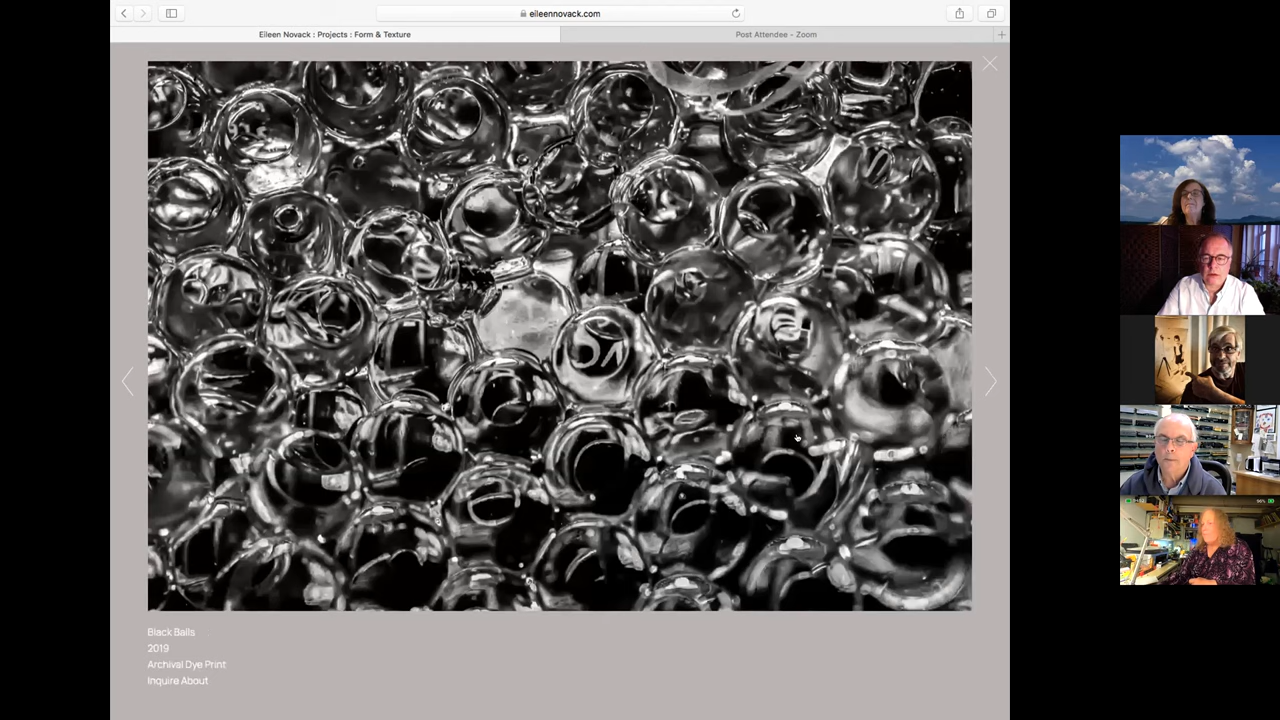 eileennovack.com
Eileen Novack : Projects : Form & Texture
Post Attendee - Zoom
Black Balls
2019
Archival Dye Print
Inquire About